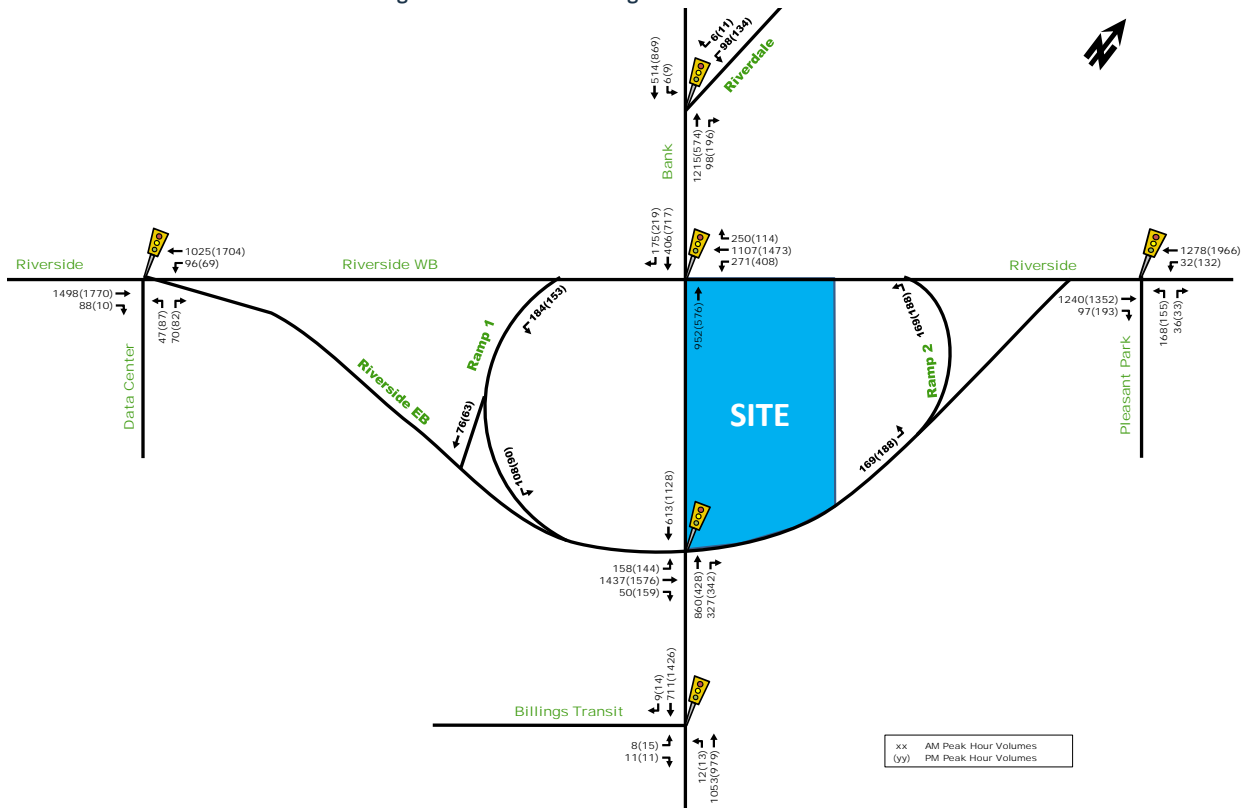 6(11)
98(134)
Riverdale
514(869)
6(9)
1215(574)
98(196)
Bank
175(219)
406(717)
250(114)
1107(1473)
271(408)
1025(1704)
96(69)
1278(1966)
32(132)
Riverside
Riverside WB
Riverside
1498(1770)
88(10)
47(87)
70(82)
184(153)
952(576)
169(188)
1240(1352)
97(193)
168(155)
36(33)
Data Center
Ramp 1
Riverside EB
SITE
Ramp 2
Pleasant Park
76(63)
108(90)
169(188)
613(1128)
158(144)
1437(1576)
50(159)
860(428)
327(342)
9(14)
711(1426)
Billings Transit
8(15)
11(11)
12(13)
1053(979)
xx AM Peak Hour Volumes
(yy) PM Peak Hour Volumes
N